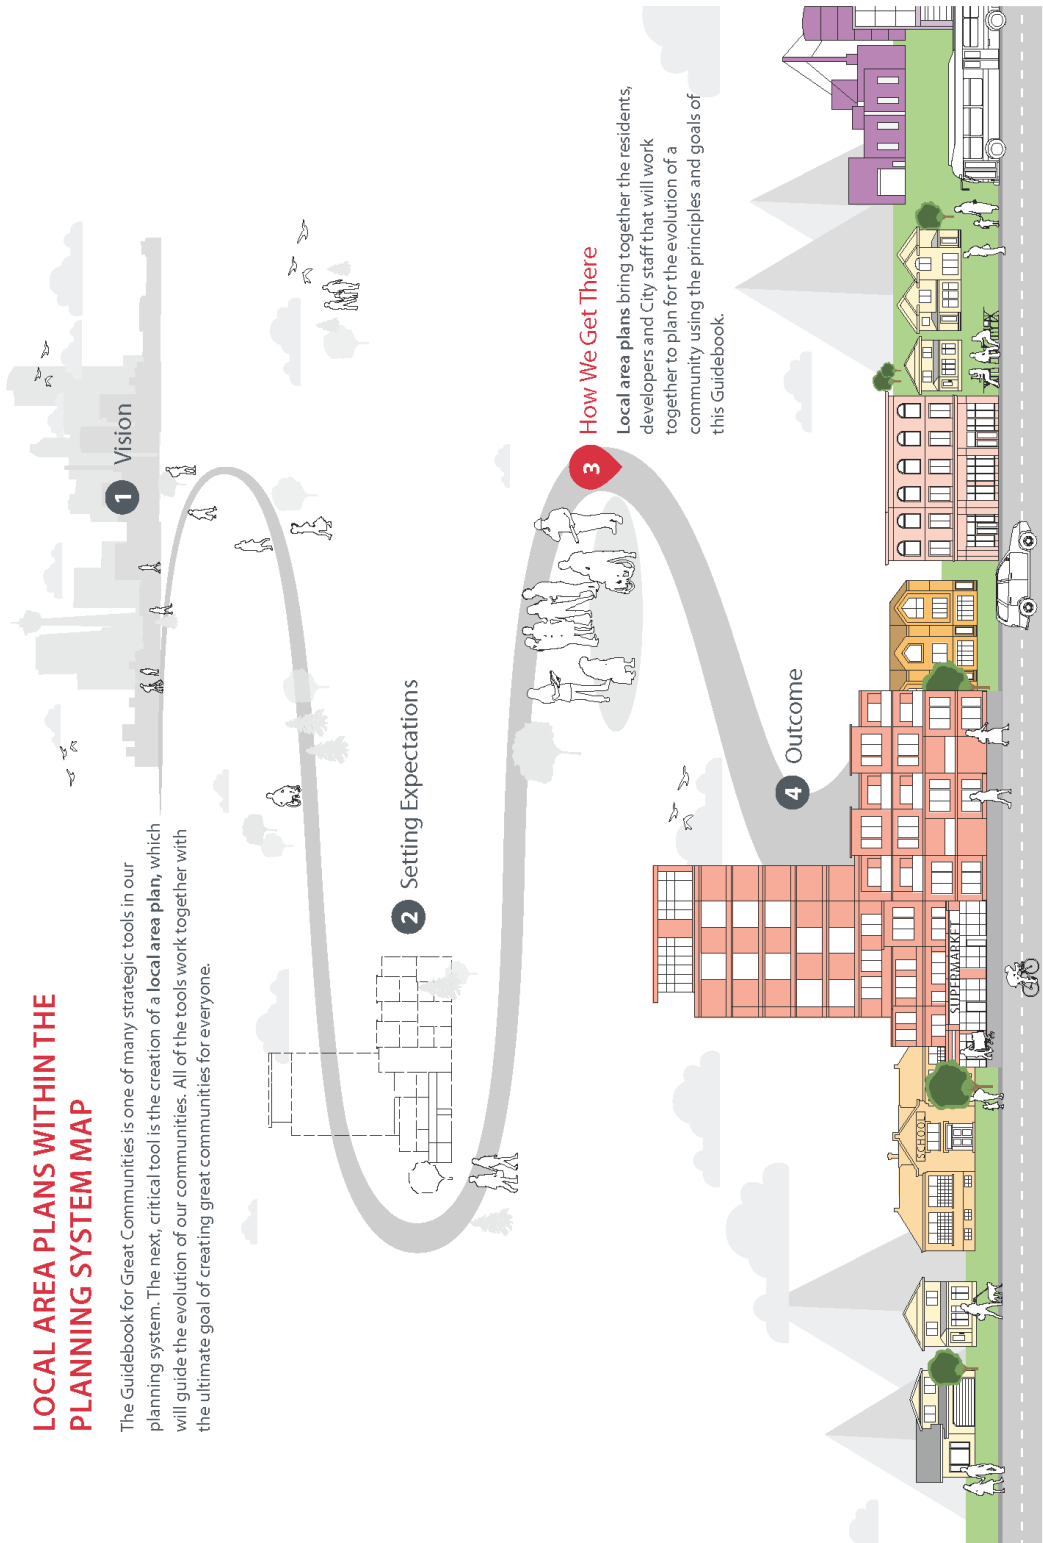 LOCAL AREA PLANS WITHIN THE
PLANNING SYSTEM MAP
The Guidebook for Great Communities is one of many strategic tools in our
planning system. The next, critical tool is the creation of a local area plan, which
will guide the evolution of our communities. All of the tools work together with
the ultimate goal of creating great communities for everyone.
1 Vision
2 Setting Expectations
3 How We Get There
Local area plans bring together the residents,
developers and City staff that will work
together to plan for the evolution of a
community using the principles and goals of
this Guidebook.
4 Outcome
SCHOOL
SUPERMARKET